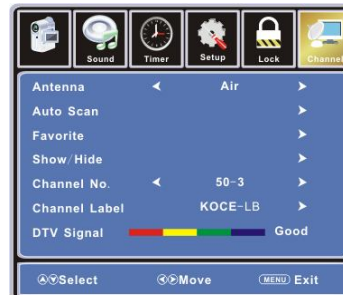 Sound Timer Setup Lock Channel
Antenna Air
Auto Scan
Favorite
Show/Hide
Channel No. 50-3
Channel Label KOCE-LB
DTV Signal Good
Select Move MENU Exit